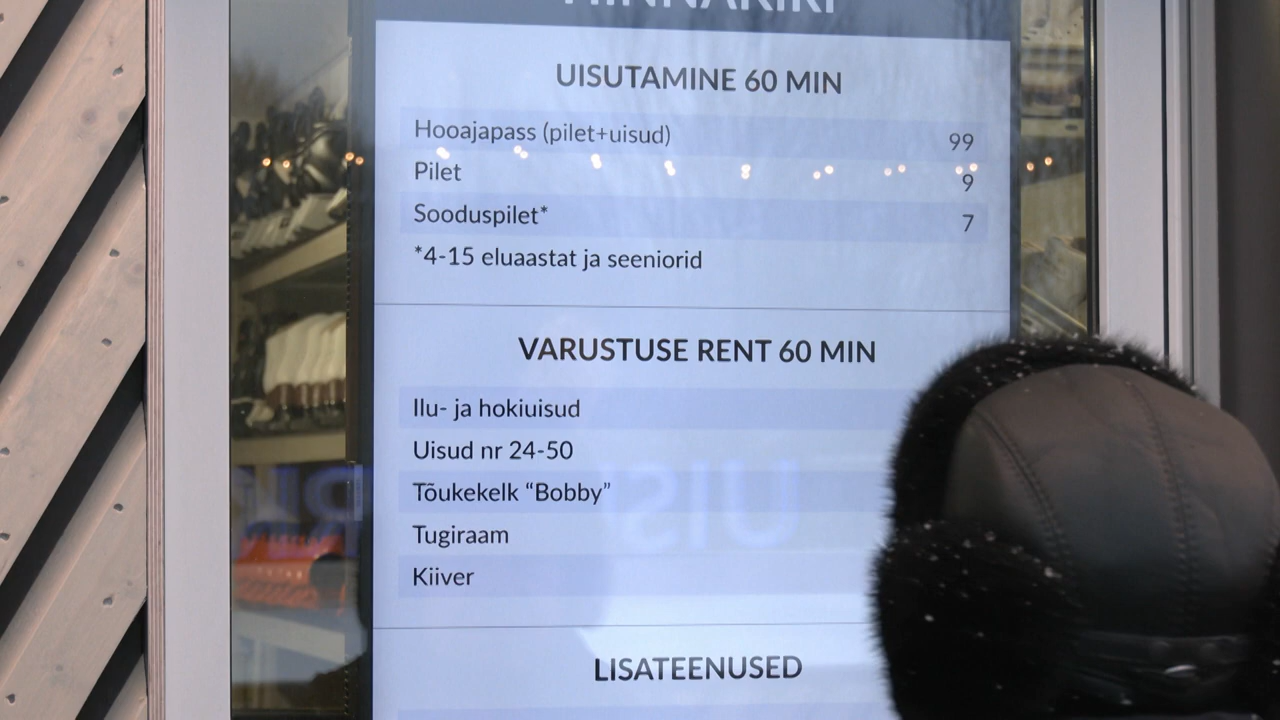 HINNAKIRI
UISUTAMINE 60 MIN
Hooajapass (pilet+uisud) 99
Pilet 9
Sooduspilet* 7
*4-15 eluaastat ja seeniorid
VARUSTUSE RENT 60 MIN
Ilu- ja hokiuisud
Uisud nr 24-50
Tõukekelk “Bobby”
Tugiraam
Kiiver
LISATEENUSED